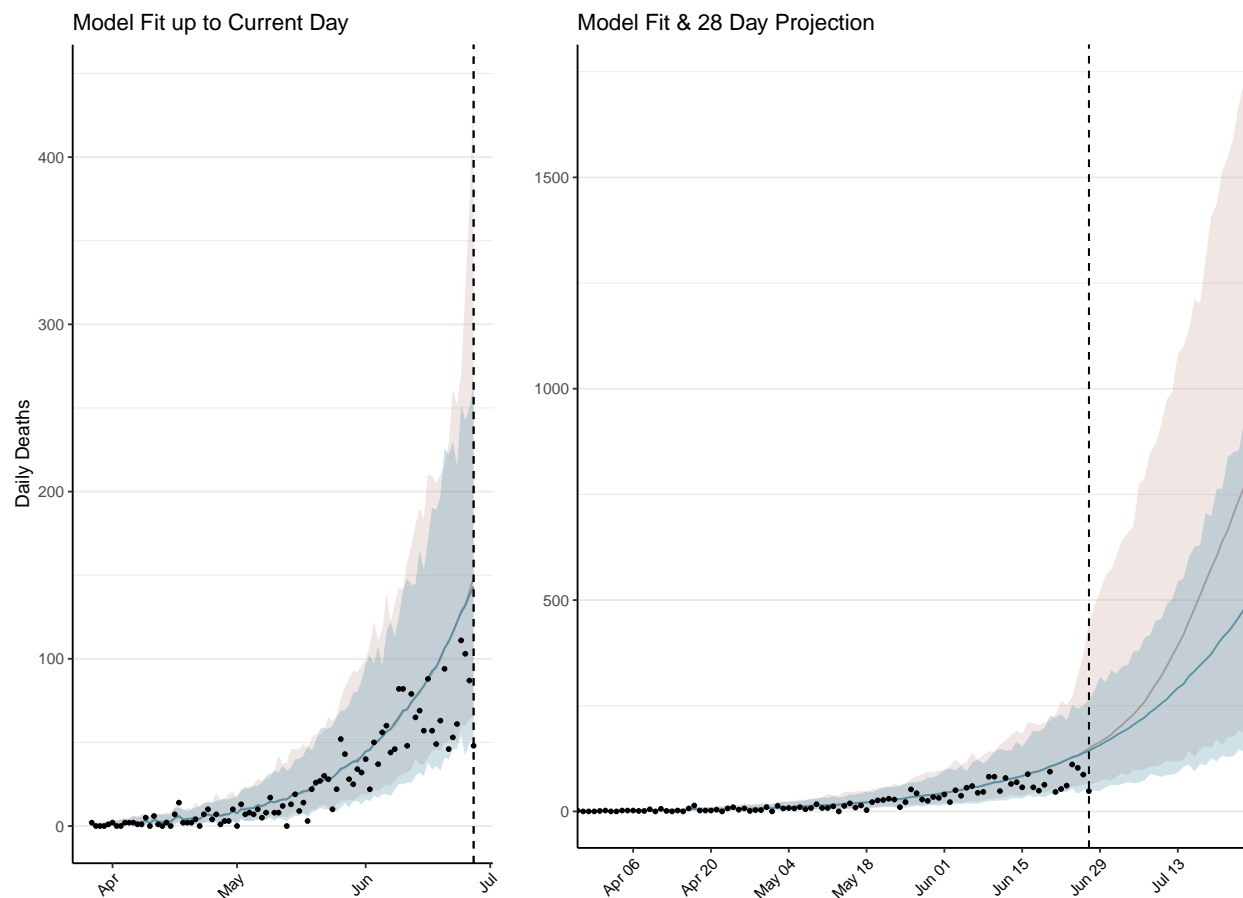 Model Fit up to Current Day
Daily Deaths
400
300
200
100
0
Apr
May
Jun
Jul
Model Fit & 28 Day Projection
1500
1000
500
0
Apr 06
Apr 20
May 04
May 18
Jun 01
Jun 15
Jun 29
Jul 13